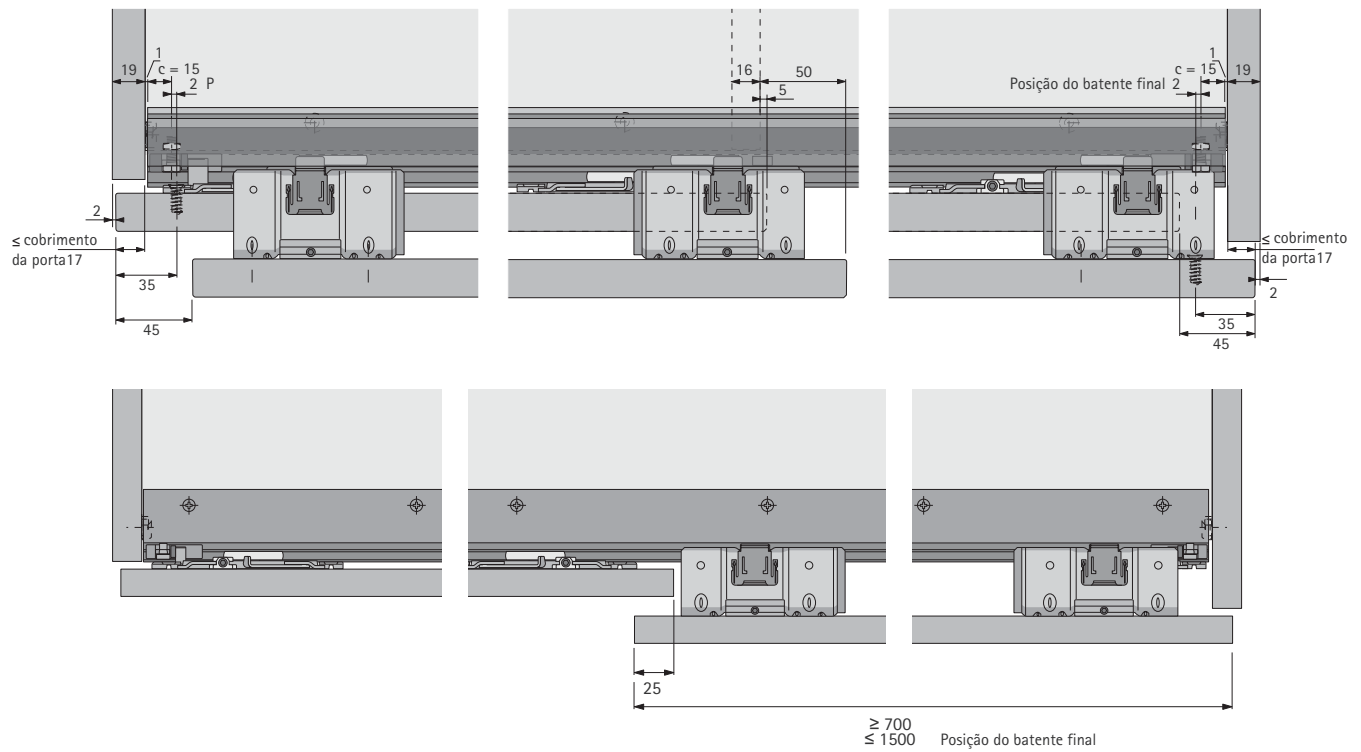 1
19
c = 15
2 P
16
50
5
1
c = 15
19
Posição do batente final 2
2
≤ cobrimento
da porta17
35
45
≤ cobrimento
da porta17
2
35
45
25
≥ 700
≤ 1500 Posição do batente final